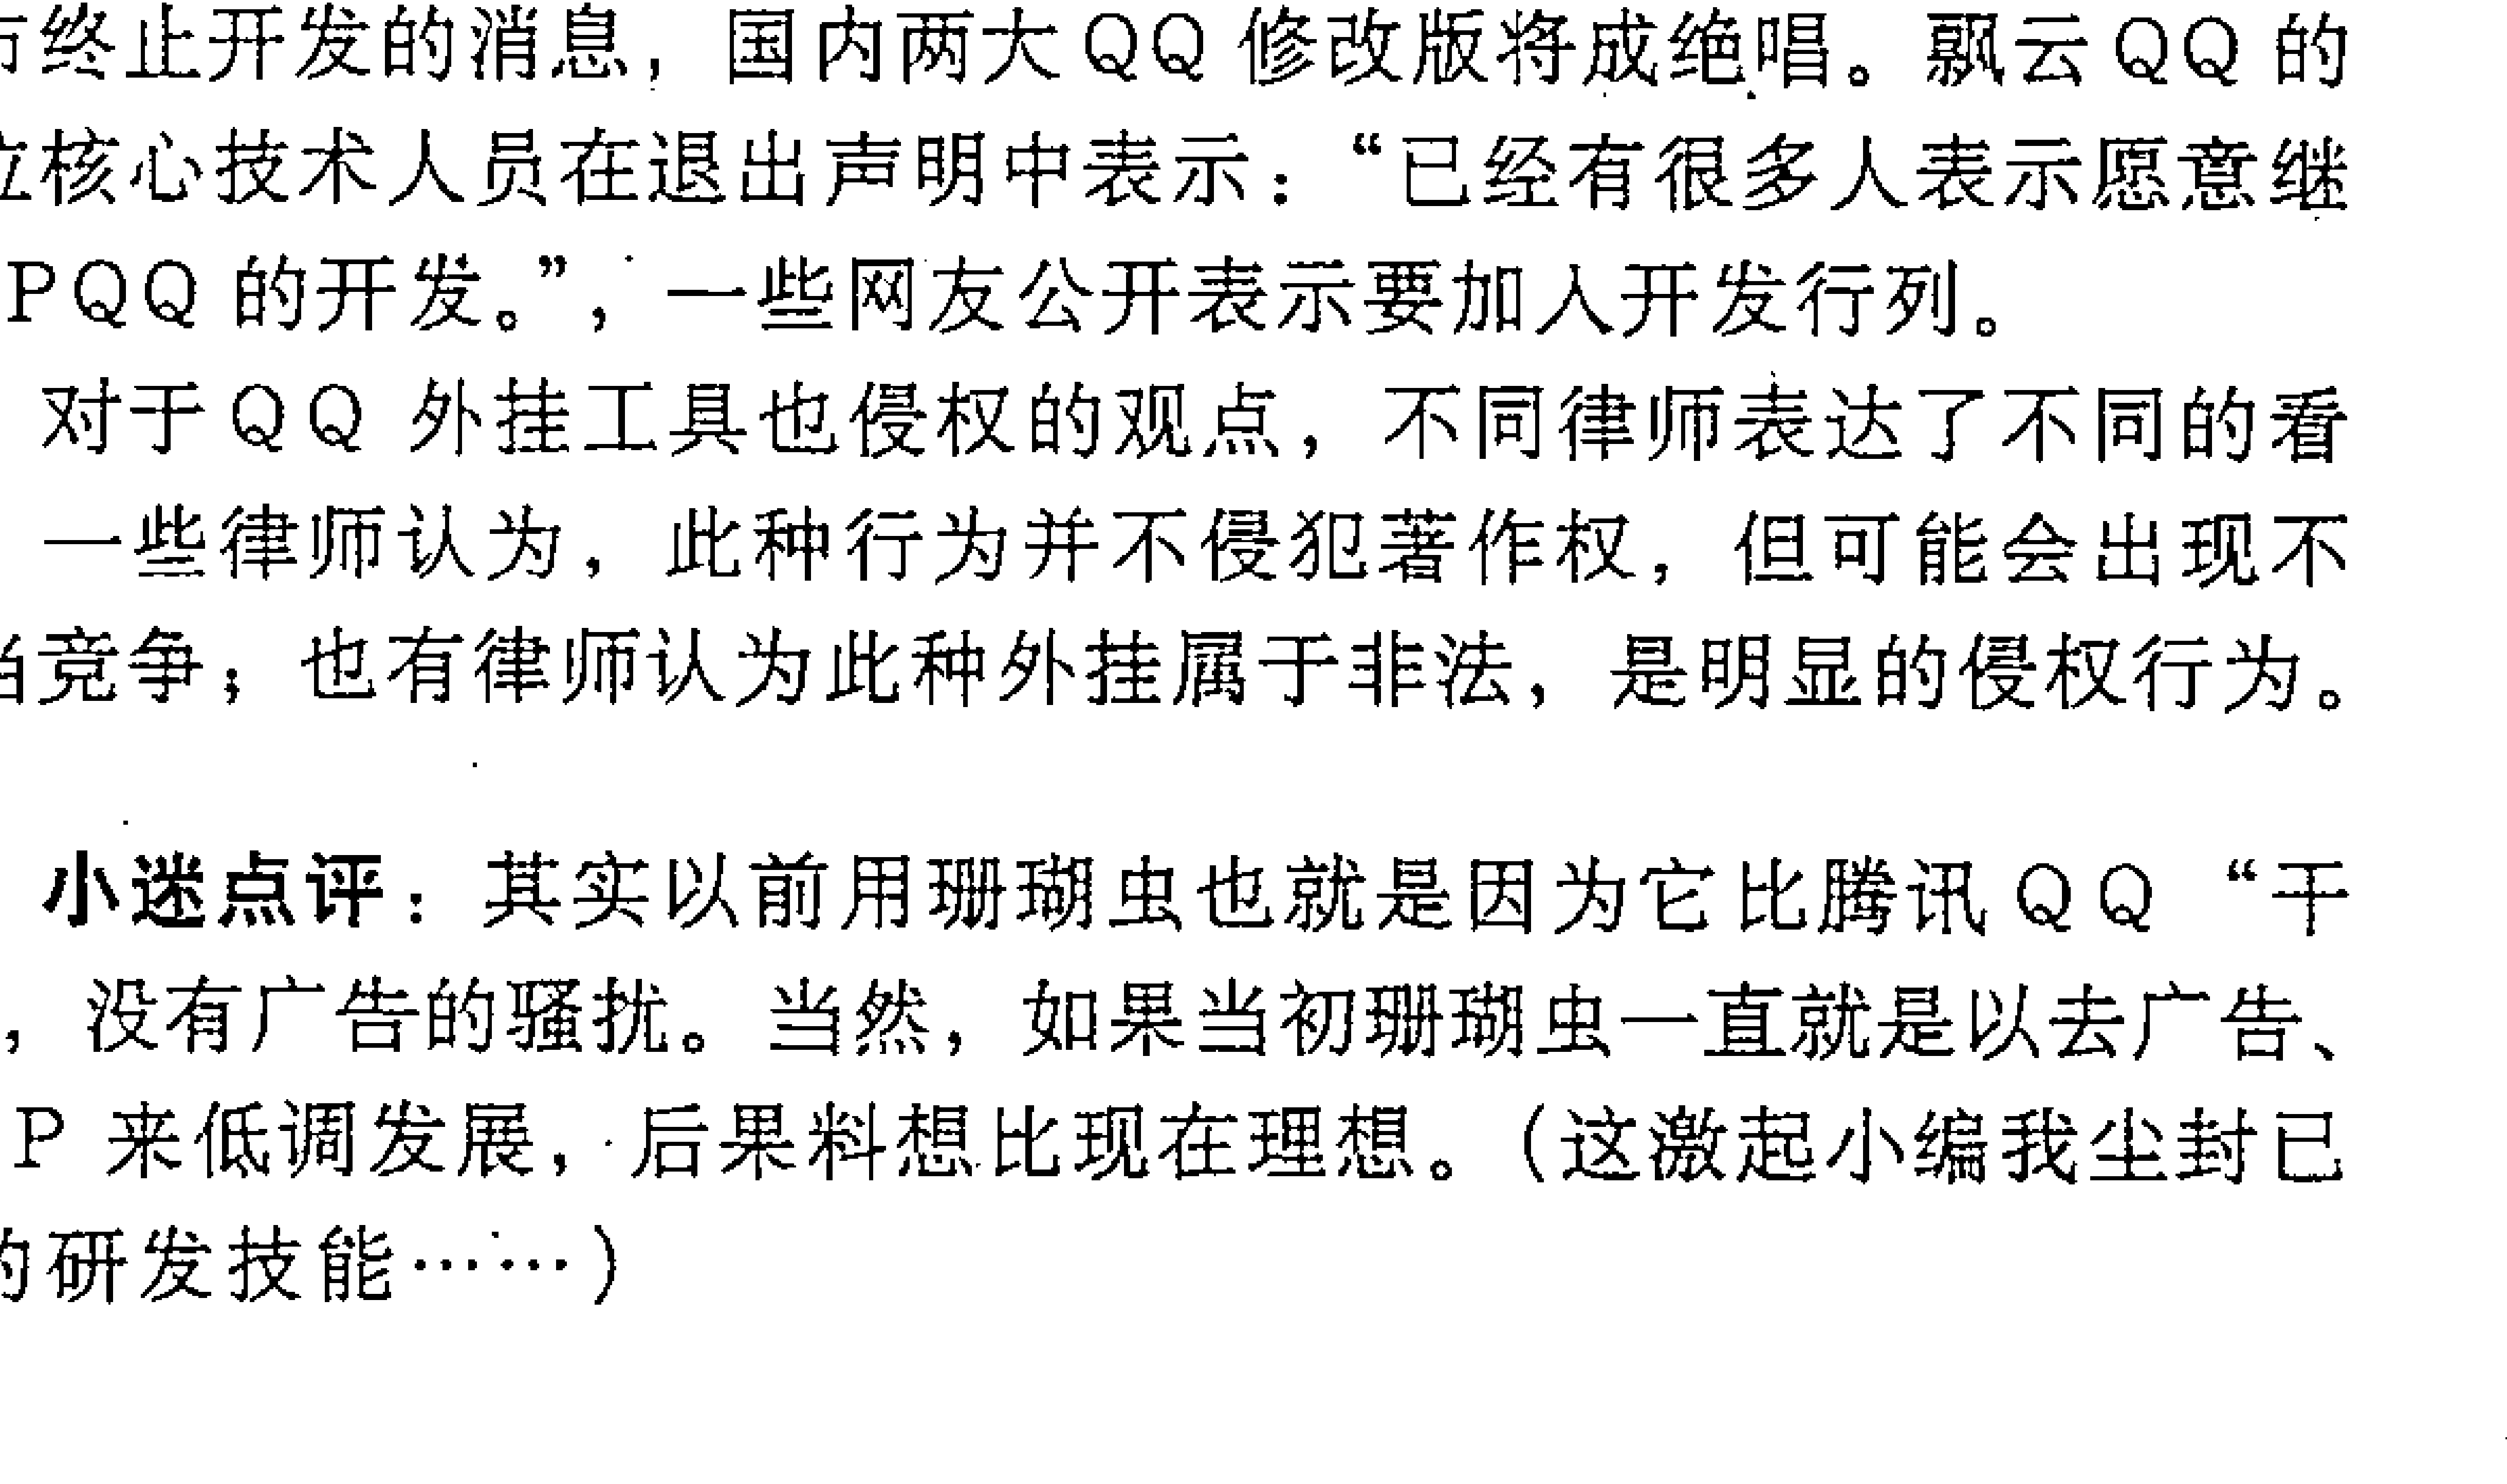 终止开发的消息，国内两大QQ修改版将成绝唱。飘云QQ的
核心技术人员在退出声明中表示：“已经有很多人表示愿意继
PQQ的开发。”，一些网友公开表示要加入开发行列。
对于QQ外挂工具也侵权的观点，不同律师表达了不同的看
一些律师认为，此种行为并不侵犯著作权，但可能会出现不
竞争；也有律师认为此种外挂属于非法，是明显的侵权行为。
小迷点评：其实以前用珊瑚虫也就是因为它比腾讯QQ“干
，没有广告的骚扰。当然，如果当初珊瑚虫一直就是以去广告、
P来低调发展，后果料想比现在理想。（这激起小编我尘封已
的研发技能……）